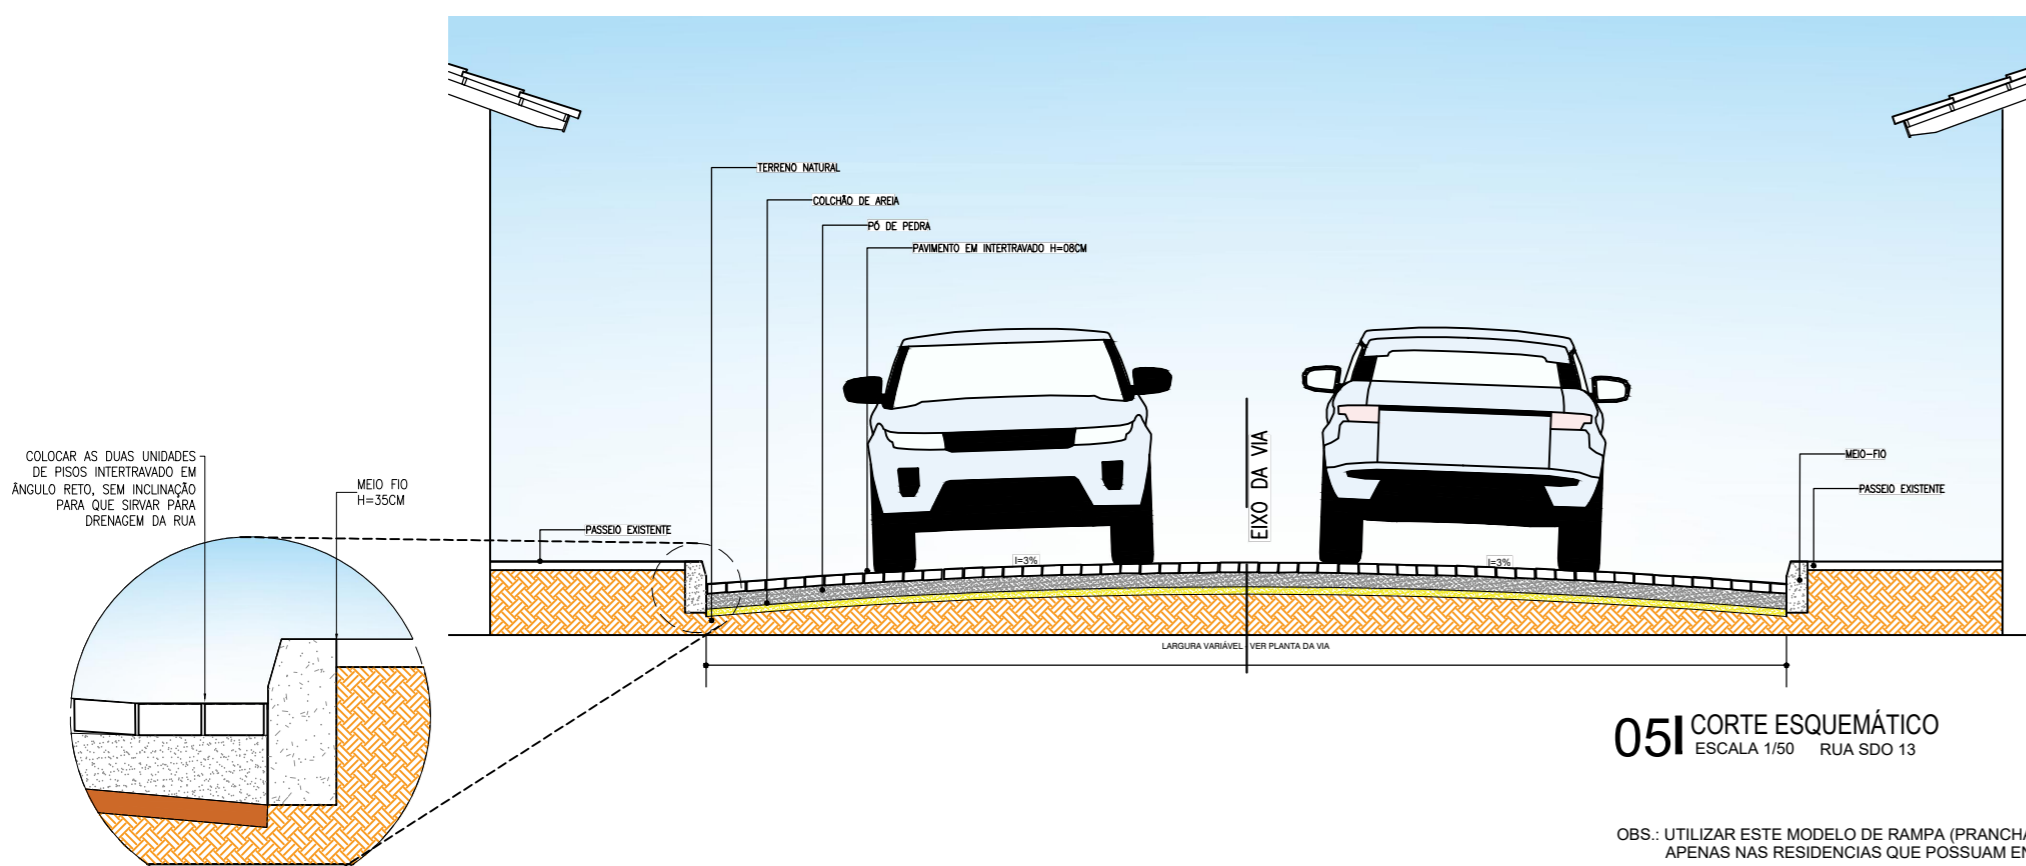 TERRENO NATURAL
COLCHÃO DE AREIA
PÓ DE PEDRA
PAVIMENTO EM INTERTRAVADO H=08CM
COLOCAR AS DUAS UNIDADES
DE PISOS INTERTRAVADO EM
ÂNGULO RETO, SEM INCLINAÇÃO
PARA QUE SIRVAR PARA
DRENAGEM DA RUA
MEIO FIO
H=35CM
PASSEIO EXISTENTE
EIXO DA VIA
MEIO-FIO
PASSEIO EXISTENTE
I=3%
I=3%
LARGURA VARIÁVEL VER PLANTA DA VIA
05 CORTE ESQUEMÁTICO
ESCALA 1/50 RUA SDO 13
OBS.: UTILIZAR ESTE MODELO DE RAMPA (PRANCHA
APENAS NAS RESIDENCIAS QUE POSSUAM EN